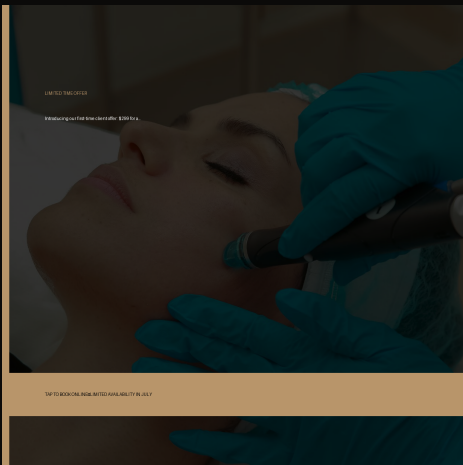 LIMITED TIME OFFER
Introducing our first-time client offer: $299 for a
TAP TO BOOK ONLINE LIMITED AVAILABILITY IN JULY